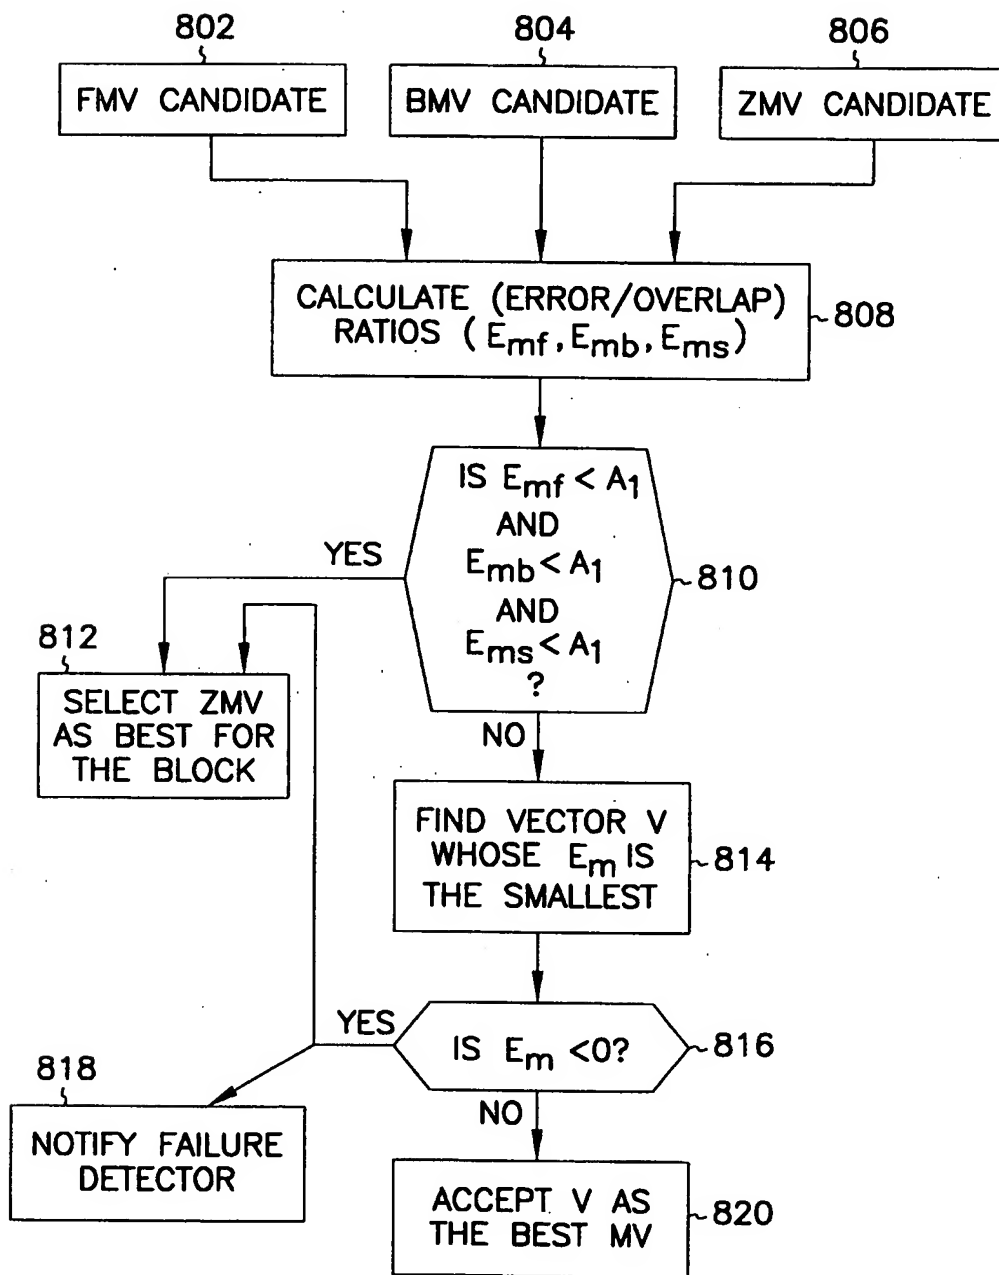 802
804
806
FMV CANDIDATE
BMV CANDIDATE
ZMV CANDIDATE
CALCULATE (ERROR/OVERLAP)
RATIOS (Emf, Emb, Ems)
808
IS Emf < A1
AND
Emb < A1
AND
Ems < A1
?
810
YES
812
SELECT ZMV
AS BEST FOR
THE BLOCK
NO
FIND VECTOR V
WHOSE Em IS
THE SMALLEST
814
YES
IS Em <0?
816
818
NOTIFY FAILURE
DETECTOR
NO
ACCEPT V AS
THE BEST MV
820